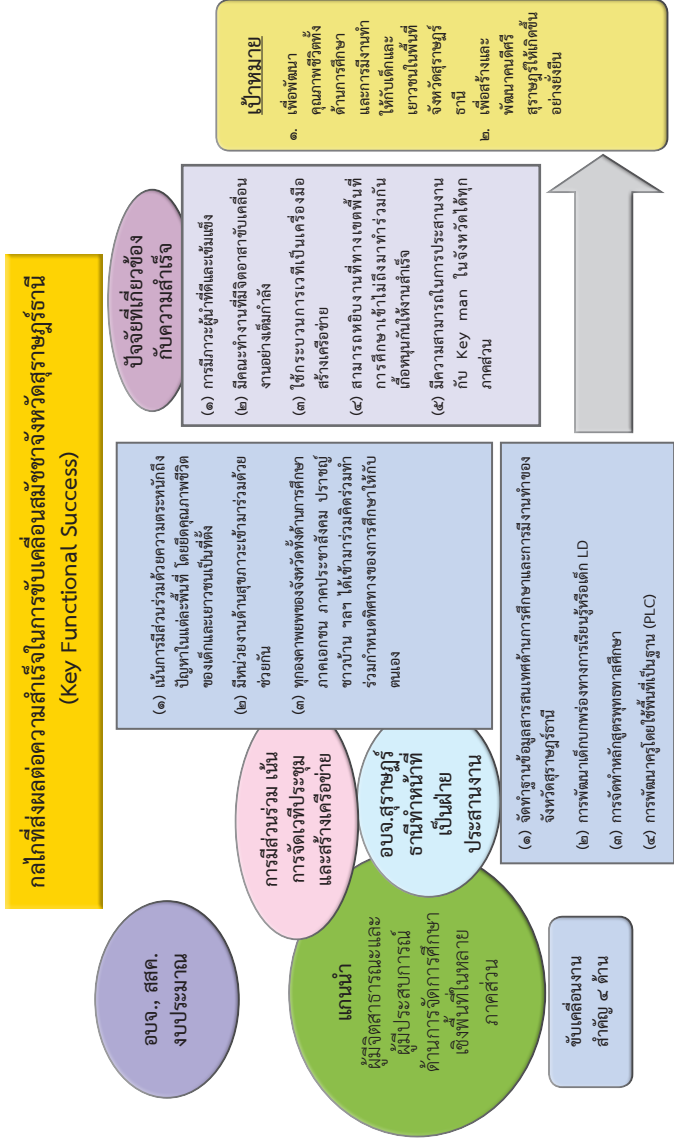 กลไกที่ส่งผลต่อความสำเร็จในการขับเคลื่อนสมัชชาจังหวัดสุราษฎร์ธานี
(Key Functional Success)
อบจ., สสค.
งบประมาณ
แกนนำ
ผู้มีจิตสาธารณะและ
ผู้มีประสบการณ์
ด้านการจัดการศึกษา
เชิงพื้นที่ในหลาย
ภาคส่วน
การมีส่วนร่วม เน้น
การจัดเวทีประชุม
และสร้างเครือข่าย
อบจ.สุราษฎร์
ธานีทำหน้าที่
เป็นฝ่าย
ประสานงาน
(๑) เน้นการมีส่วนร่วมด้วยความตระหนักถึง
ปัญหาในแต่ละพื้นที่ โดยยึดคุณภาพชีวิต
ของเด็กและเยาวชนเป็นที่ตั้ง
(๒) มีหน่วยงานด้านสุขภาวะเข้ามาร่วมด้วย
ช่วยกัน
(๓) ทุกองคาพยพของจังหวัดทั้งด้านการศึกษา
ภาคเอกชน ภาคประชาสังคม ปราชญ์
ชาวบ้าน ฯลฯ ได้เข้ามาร่วมคิดร่วมทำ
ร่วมกำหนดทิศทางของการศึกษาให้กับ
ตนเอง
ปัจจัยที่เกี่ยวข้อง
กับความสำเร็จ
(๑) การมีภาวะผู้นำที่ดีและเข้มแข็ง
(๒) มีคณะทำงานที่มีจิตอาสาขับเคลื่อน
งานอย่างเต็มกำลัง
(๓) ใช้กระบวนการเวทีเป็นเครื่องมือ
สร้างเครือข่าย
(๔) สามารถหยิบงานที่ทางเขตพื้นที่
การศึกษาเข้าไม่ถึงมาทำร่วมกัน
เกื้อหนุนกันให้งานสำเร็จ
(๕) มีความสามารถในการประสานงาน
กับ Key man ในจังหวัดได้ทุก
ภาคส่วน
เป้าหมาย
๑. เพื่อพัฒนา
คุณภาพชีวิตทั้ง
ด้านการศึกษา
และการมีงานทำ
ให้กับเด็กและ
เยาวชนในพื้นที่
จังหวัดสุราษฎร์
ธานี
๒. เพื่อสร้างและ
พัฒนาคนดีศรี
สุราษฎร์ให้เกิดขึ้น
อย่างยั่งยืน
ขับเคลื่อนงาน
สำคัญ ๔ ด้าน
(๑) จัดทำฐานข้อมูลสารสนเทศด้านการศึกษาและการมีงานทำของ
จังหวัดสุราษฎร์ธานี
(๒) การพัฒนาเด็กบกพร่องทางการเรียนรู้หรือเด็ก LD
(๓) การจัดทำหลักสูตรพุทธทาสศึกษา
(๔) การพัฒนาครูโดยใช้พื้นที่เป็นฐาน (PLC)